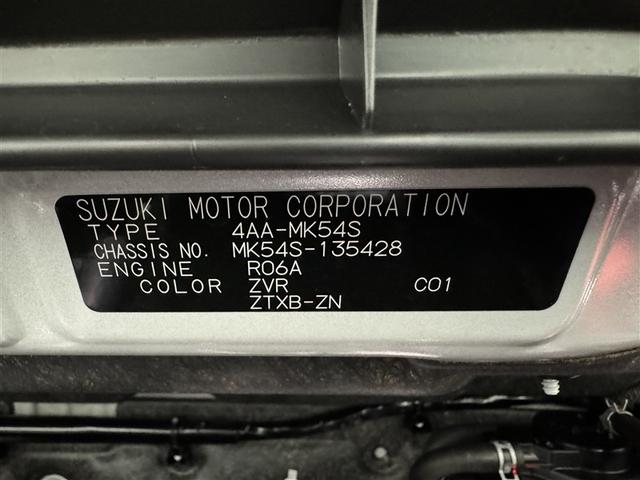 SUZUKI MOTOR CORPORATION
TYPE 4AA-MK54S
CHASSIS NO. MK54S-135428
ENGINE R06A
COLOR ZVR C01
ZTXB-ZN